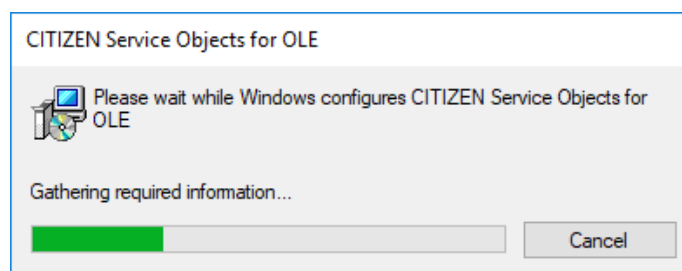 CITIZEN Service Objects for OLE
Please wait while Windows configures CITIZEN Service Objects for
OLE
Gathering required information...
Cancel